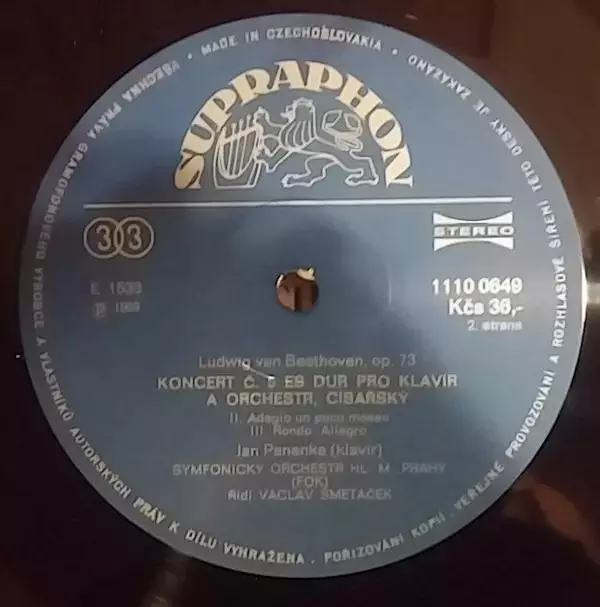 VŠECHNA PRÁVA GRAMOFONOVÉHO VÝROBCE A VLASTNÍKŮ AUTORSKÝCH PRÁV K DÍLU VYHRAŽENA. POŘIZOVÁNÍ KOPIÍ, VEŘEJNÉ PROVOZOVÁNÍ A ROZHLASOVÉ ŠÍŘENÍ TÉTO DESKY JE ZAKÁZÁNO
• MADE IN CZECHOSLOVAKIA •
SUPRAPHON
33
STEREO
E 1633
1110 0649
P 1969
Kčs 36,-
2. strana
Ludwig van Beethoven, op. 73
KONCERT Č. 5 ES DUR PRO KLAVÍR
A ORCHESTR, CÍSAŘSKÝ
II. Adagio un poco mosso
III Rondo Allegro
Jan Panenka (klavír)
SYMFONICKÝ ORCHESTR HL. M. PRAHY
(FOK)
Řídí VÁCLAV SMETÁČEK